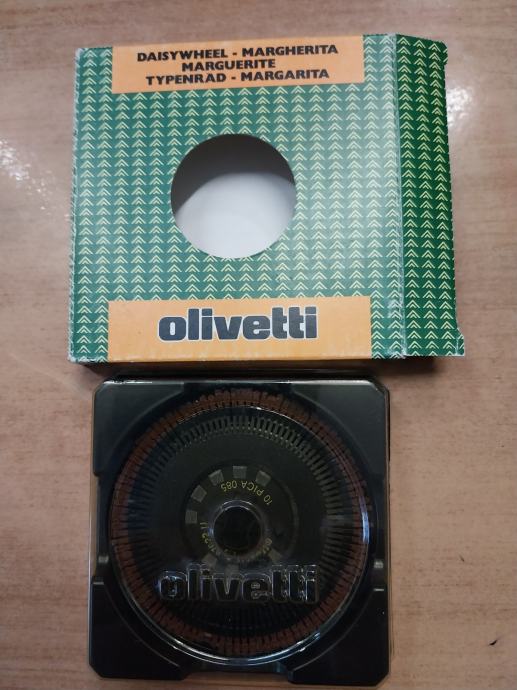 DAISYWHEEL - MARGHERITA
MARGUERITE
TYPENRAD - MARGARITA
olivetti
10 PICA 085
olivetti